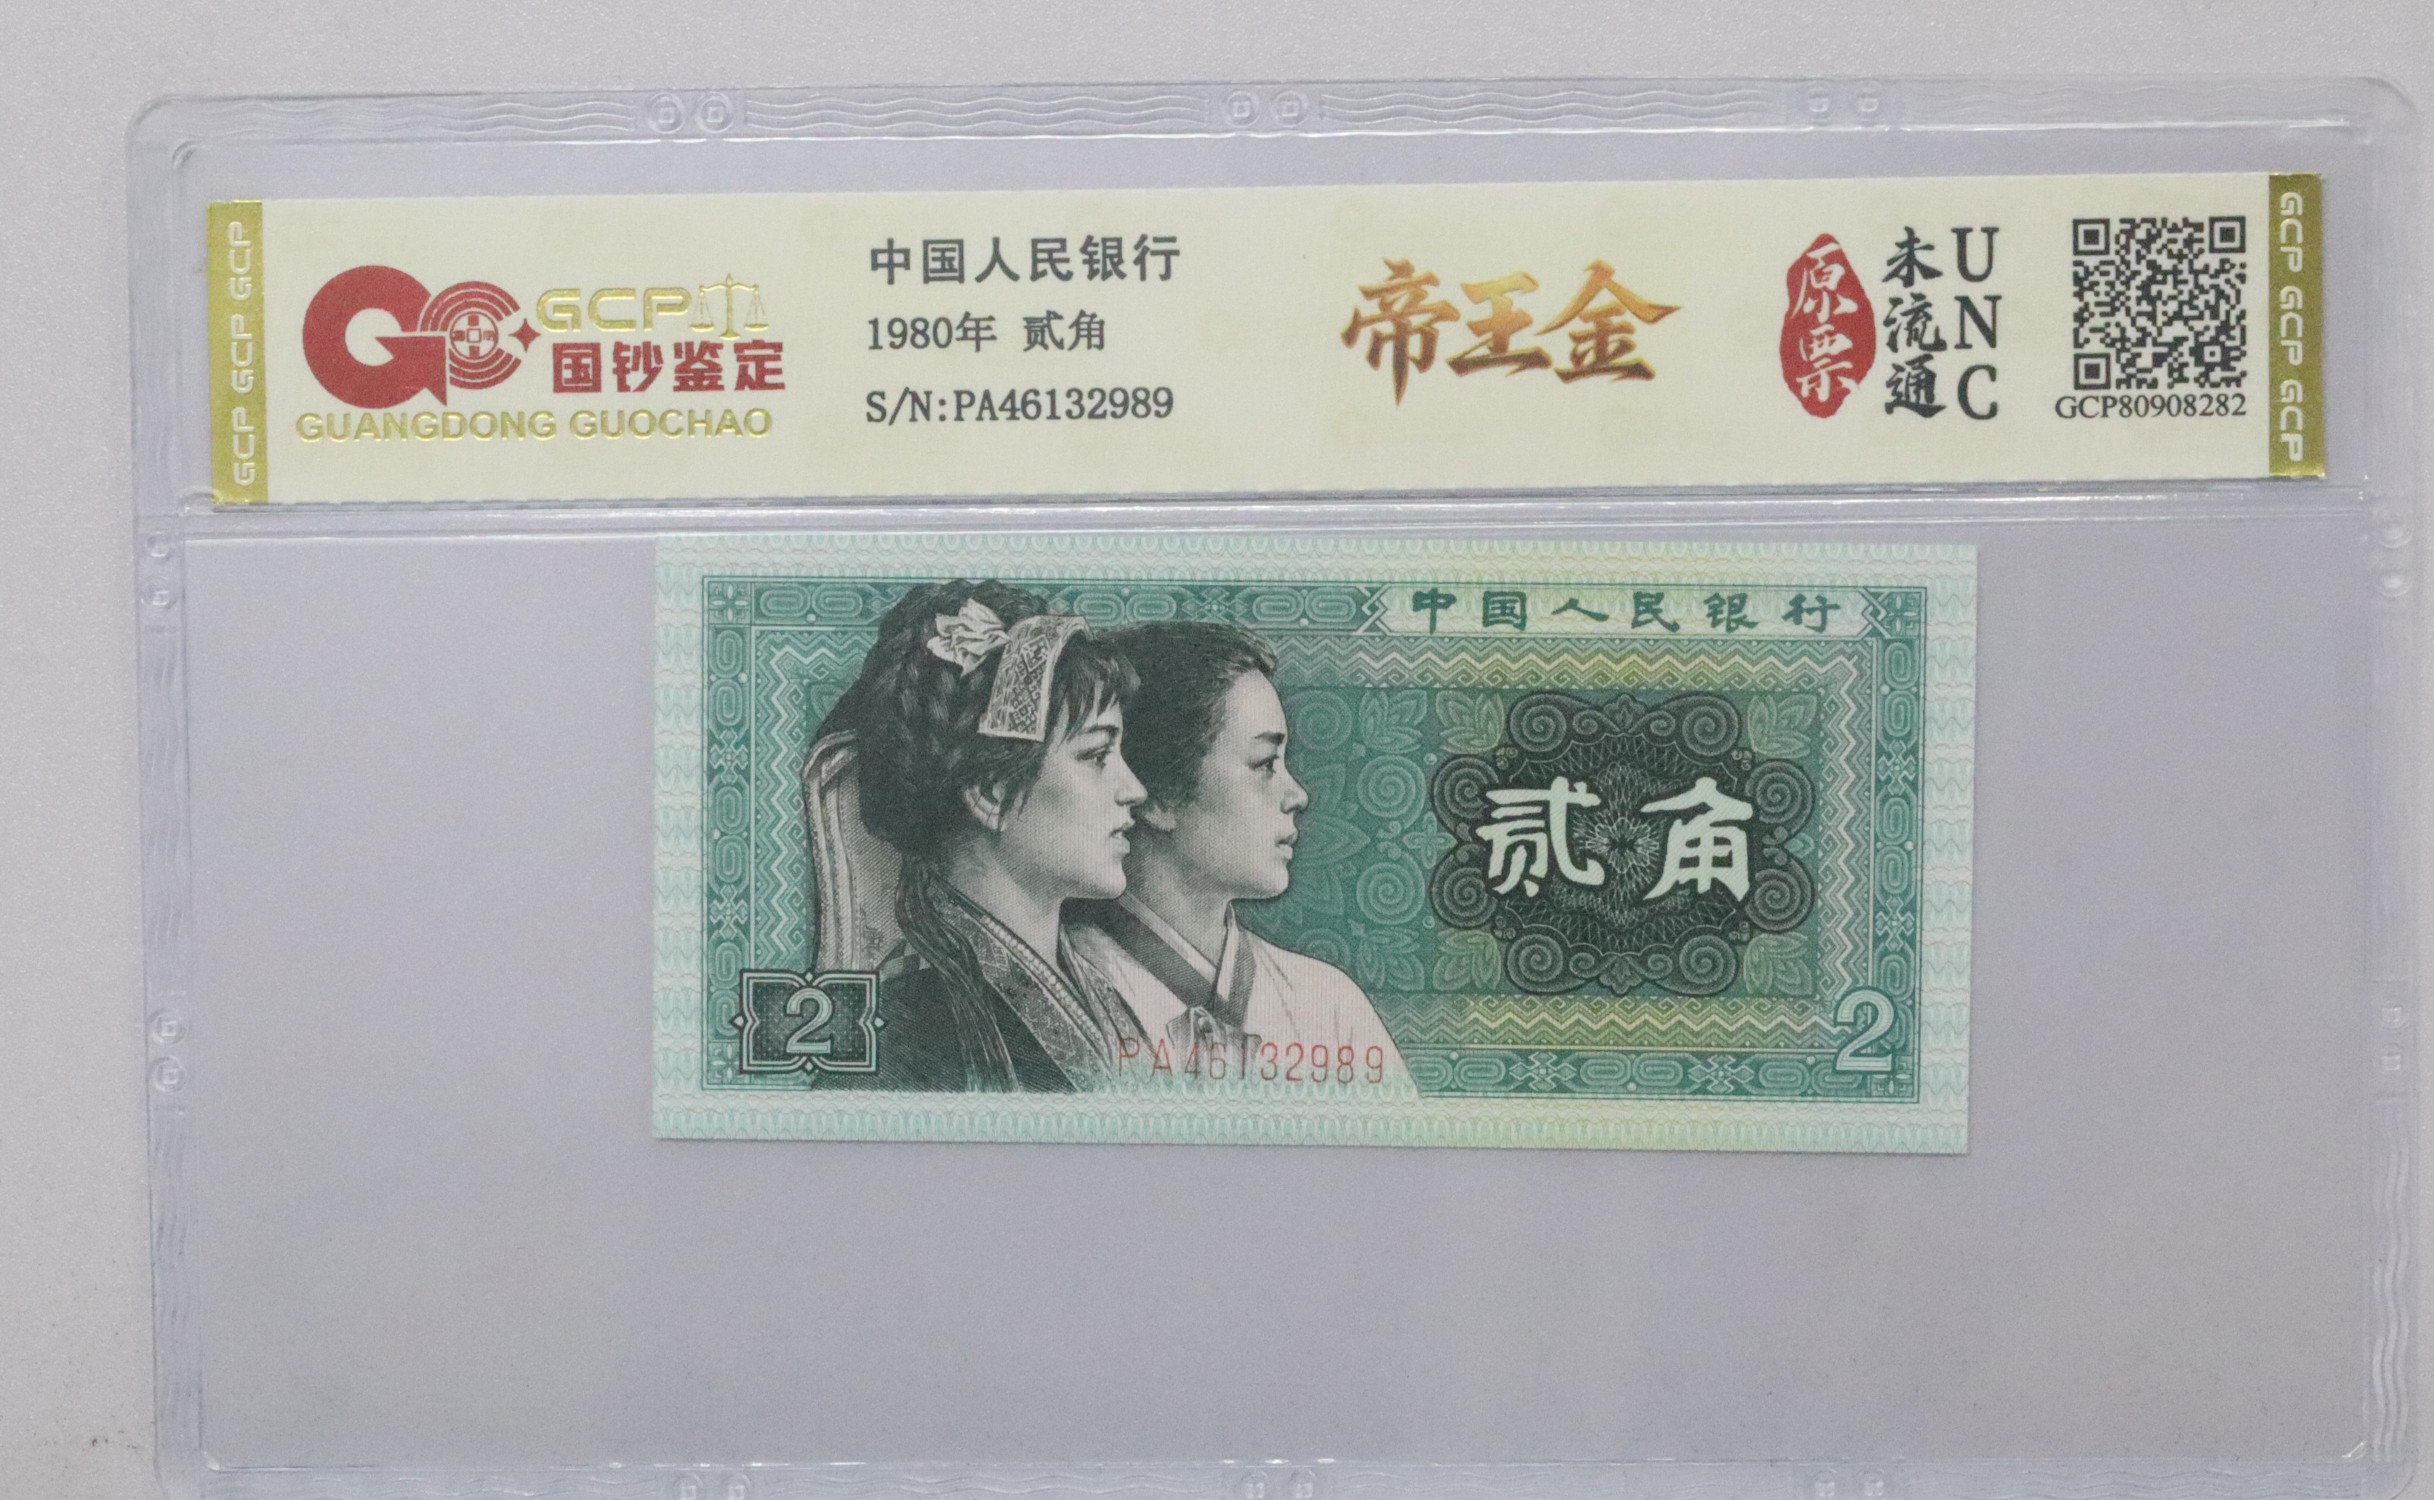 GCP GCP GCP
GCP
国钞鉴定
GUANGDONG GUOCHAO
中国人民银行
1980年 贰角
S/N:PA46132989
帝王金
原票
未流通
UNC
GCP80908282
GCP GCP GCP
中国人民银行
贰角
2
PA46132989
2